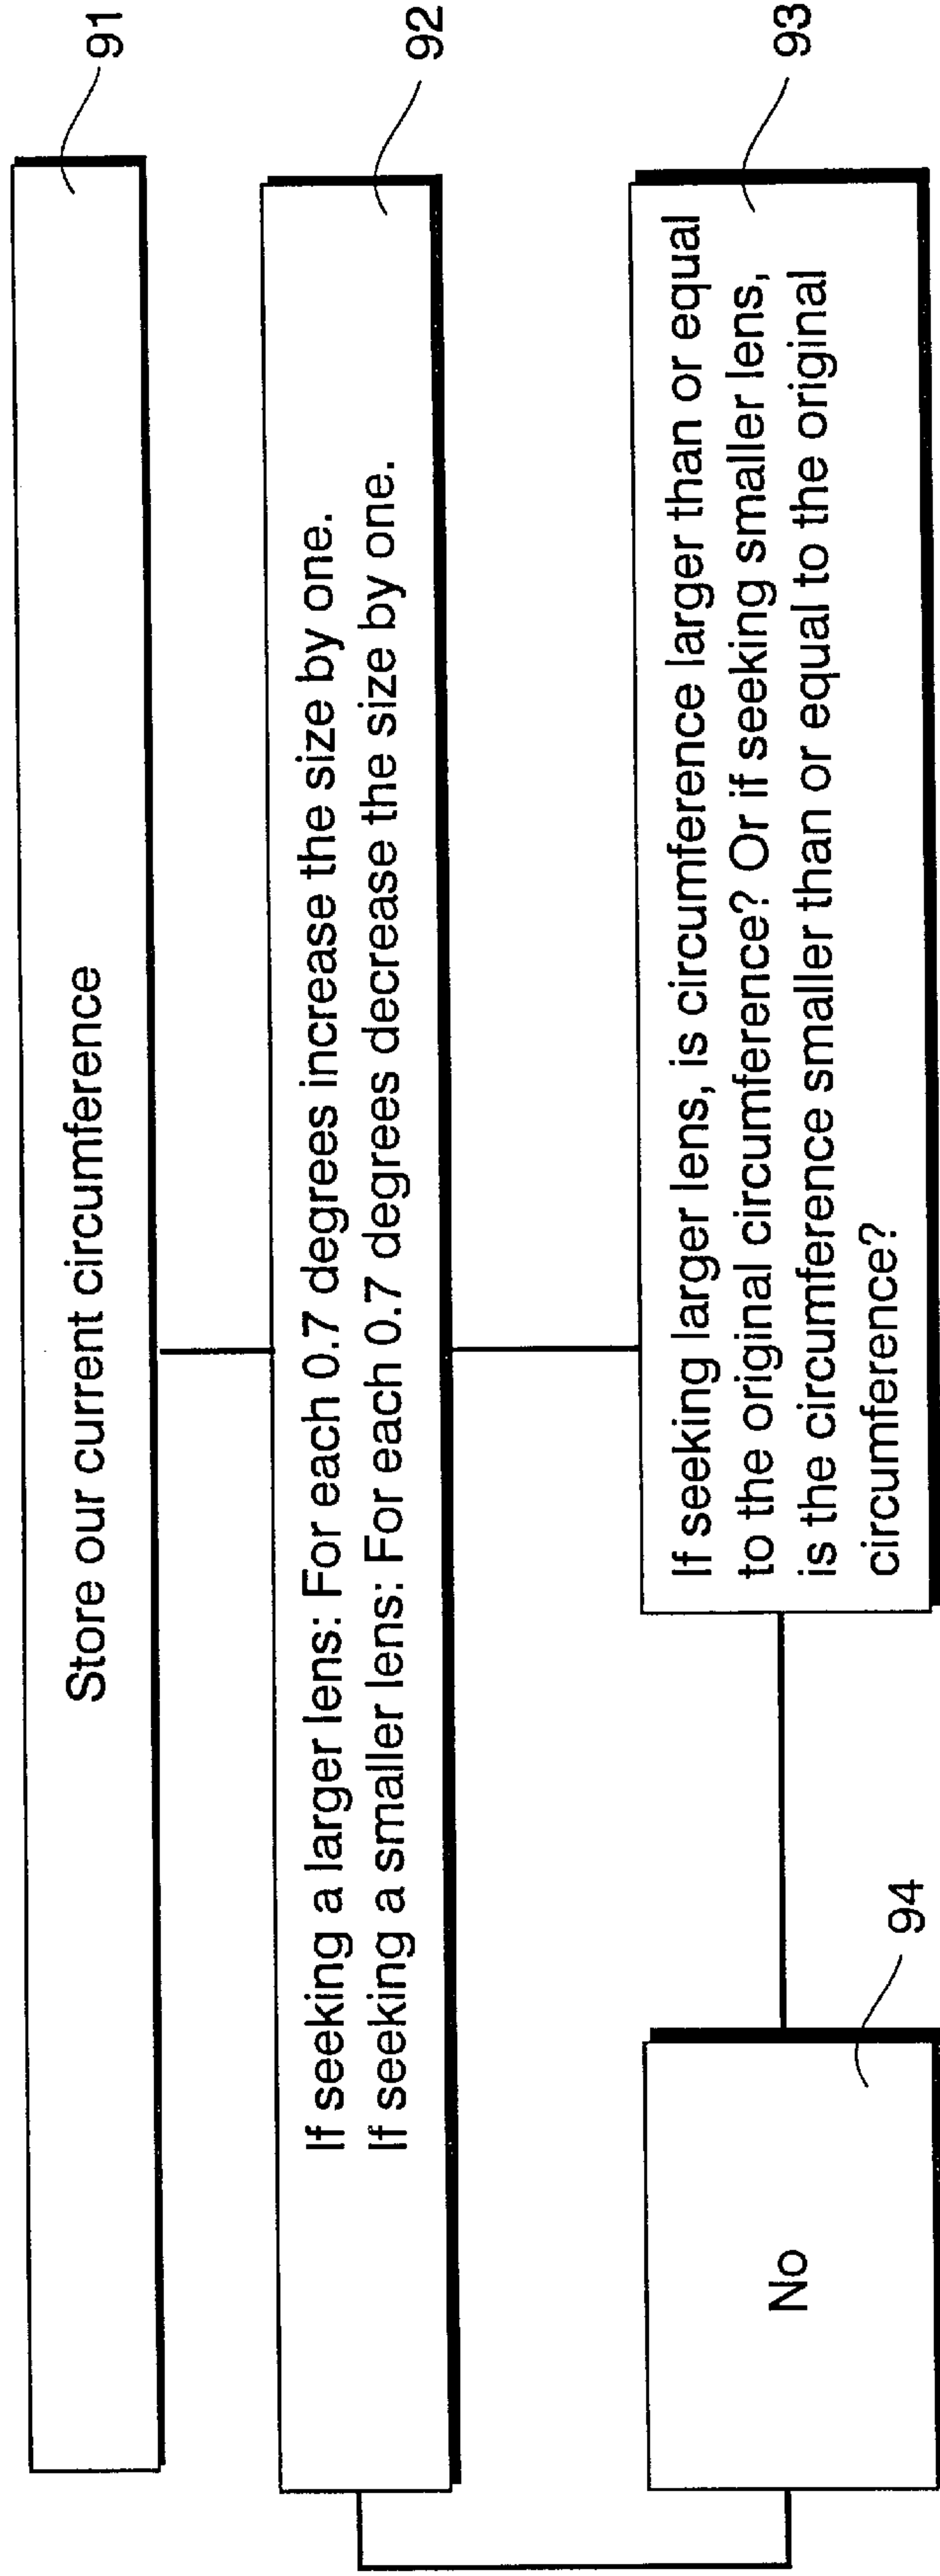 Store our current circumference
91
If seeking a larger lens: For each 0.7 degrees increase the size by one.
If seeking a smaller lens: For each 0.7 degrees decrease the size by one.
92
If seeking larger lens, is circumference larger than or equal
to the original circumference? Or if seeking smaller lens,
is the circumference smaller than or equal to the original
circumference?
93
No
94